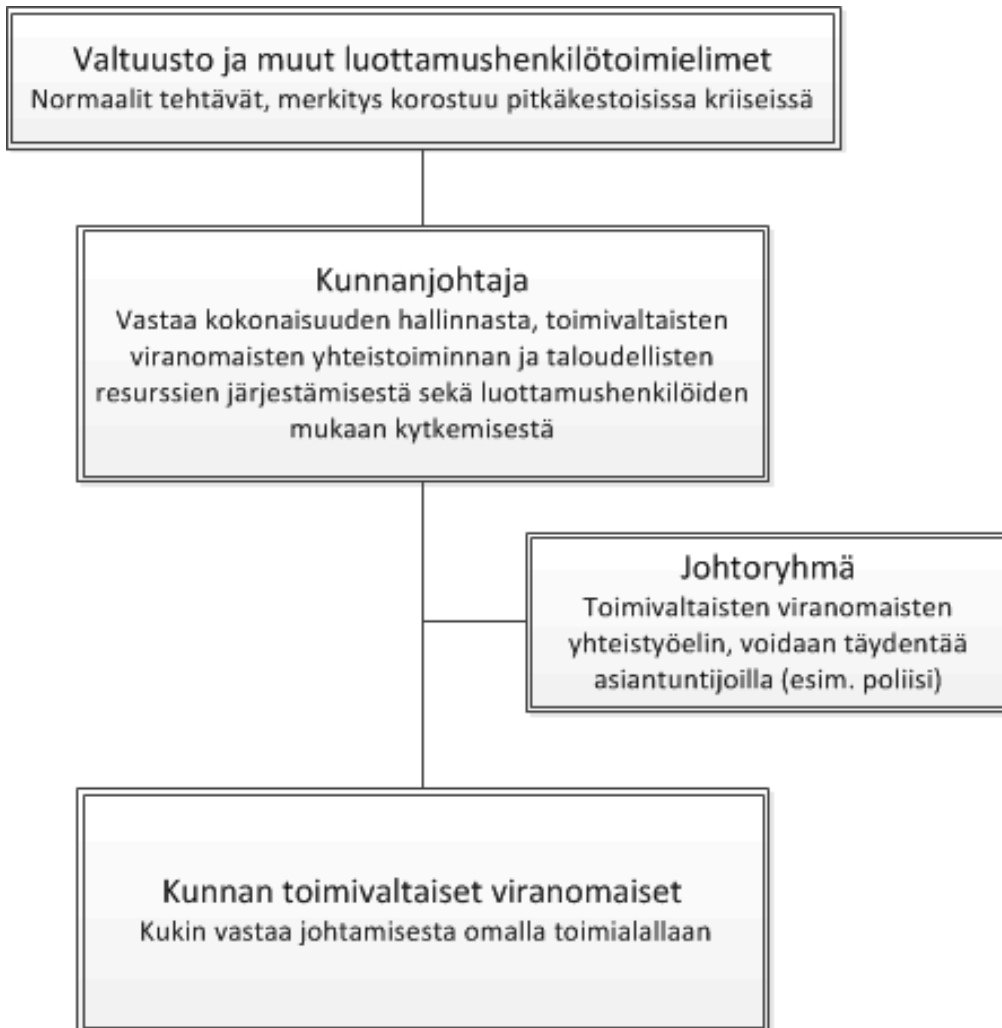 Valtuusto ja muut luottamushenkilötoimielimet
Normaalit tehtävät, merkitys korostuu pitkäkestoisissa kriiseissä
Kunnanjohtaja
Vastaa kokonaisuuden hallinnasta, toimivaltaisten
viranomaisten yhteistoiminnan ja taloudellisten
resurssien järjestämisestä sekä luottamushenkilöiden
mukaan kytkemisestä
Johtoryhmä
Toimivaltaisten viranomaisten
yhteistyöelin, voidaan täydentää
asiantuntijoilla (esim. poliisi)
Kunnan toimivaltaiset viranomaiset
Kukin vastaa johtamisesta omalla toimialallaan